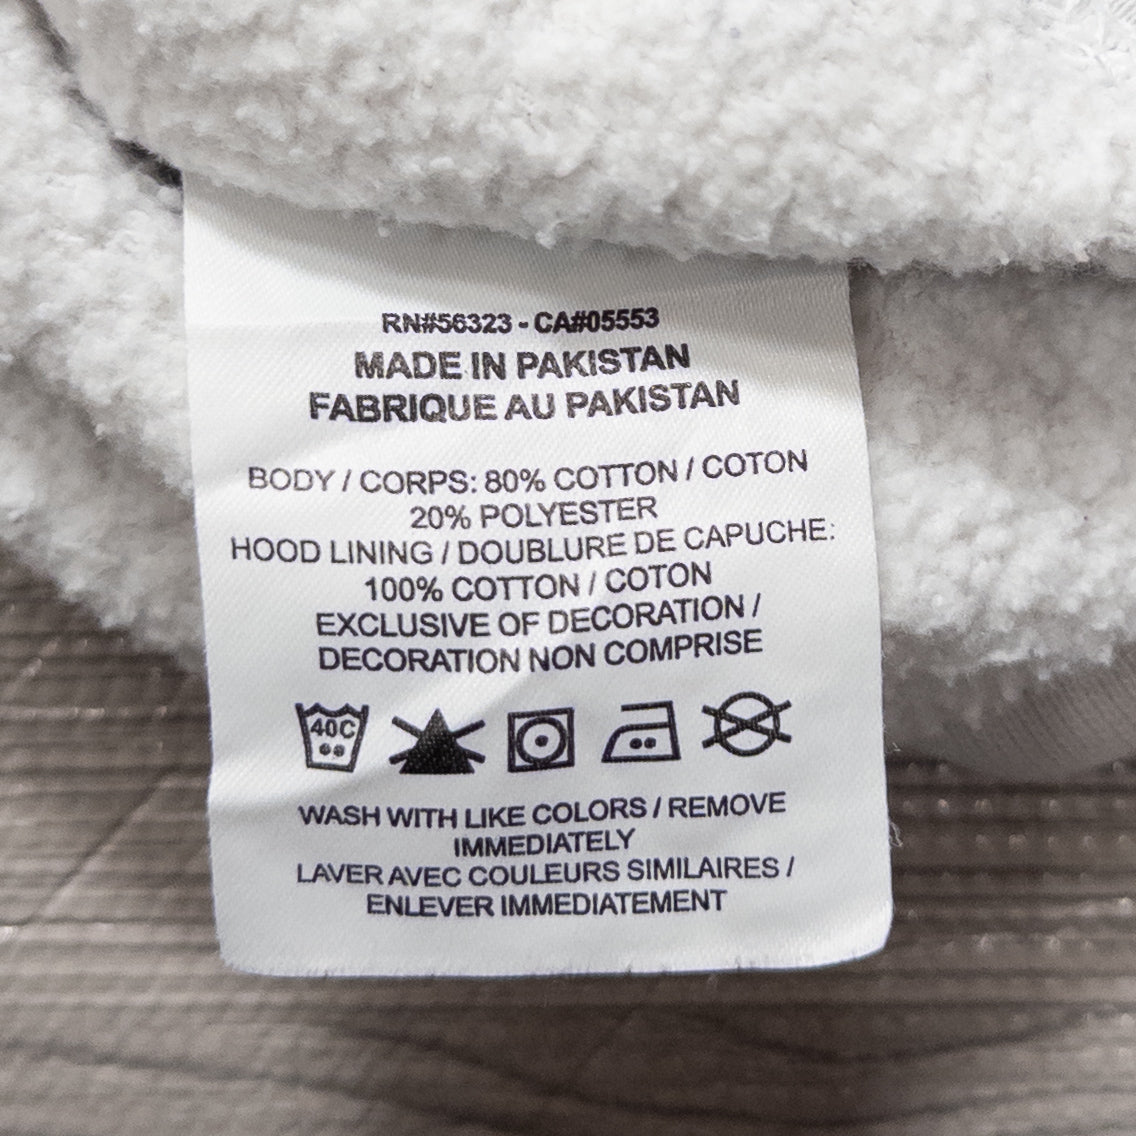 RN#56323 - CA#05553
MADE IN PAKISTAN
FABRIQUE AU PAKISTAN
BODY / CORPS: 80% COTTON / COTON
20% POLYESTER
HOOD LINING / DOUBLURE DE CAPUCHE:
100% COTTON / COTON
EXCLUSIVE OF DECORATION /
DECORATION NON COMPRISE
40C
WASH WITH LIKE COLORS / REMOVE
IMMEDIATELY
LAVER AVEC COULEURS SIMILAIRES /
ENLEVER IMMEDIATEMENT